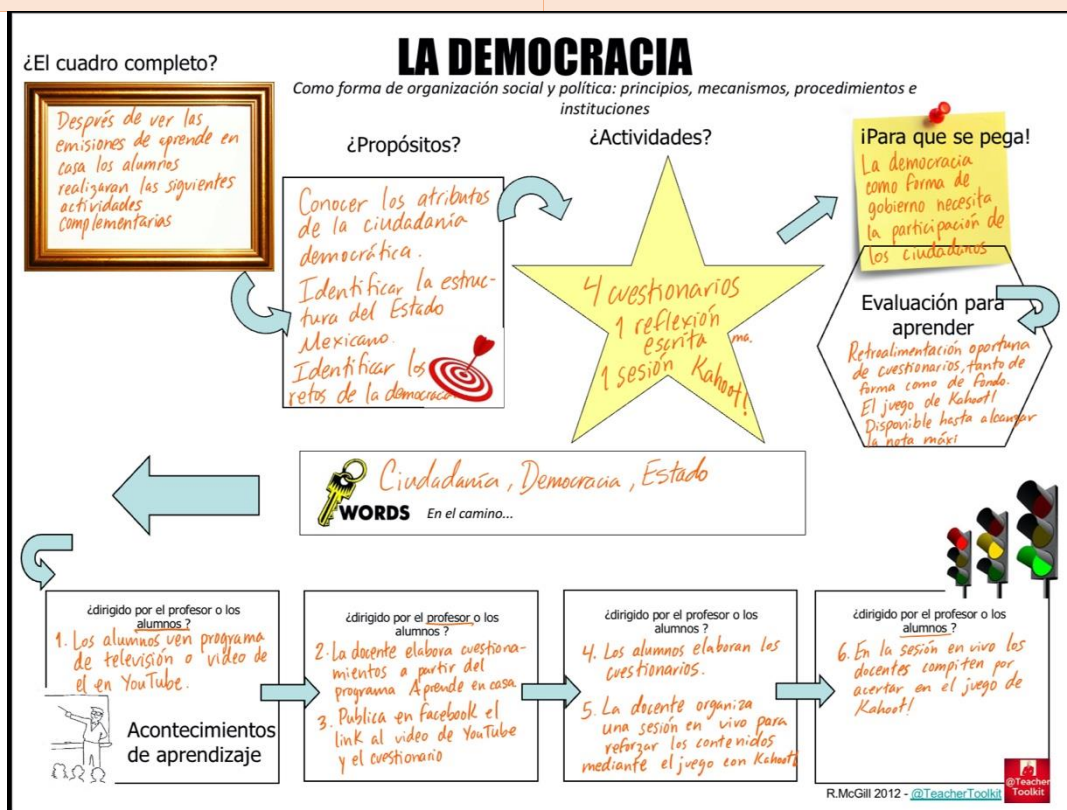 LA DEMOCRACIA
Como forma de organización social y política: principios, mecanismos, procedimientos e
instituciones
¿El cuadro completo?
Después de ver las
emisiones de aprende en
casa los alumnos
realizaran las siguientes
actividades
complementarias
¿Propósitos?
Conocer los atributos
de la ciudadanía
democrática.
Identificar la estruc-
tura del Estado
Mexicano.
Identificar los
retos de la democracia
¿Actividades?
4 cuestionarios
1 reflexión
escrita
ma.
1 sesión Kahoot!
¡Para que se pega!
La democracia
como forma de
gobierno necesita
la participación de
los ciudadanos
Evaluación para
aprender
Retroalimentación oportuna
de cuestionarios, tanto de
forma como de fondo.
El juego de Kahoot!
Disponible hasta alcanzar
la nota máxi
Ciudadanía, Democracia, Estado
WORDS En el camino...
¿dirigido por el profesor o los
alumnos ?
1. Los alumnos ven programa
de televisión o video de
el en YouTube.
Acontecimientos
de aprendizaje
¿dirigido por el profesor o los
alumnos ?
2. La docente elabora cuestiona-
mientos a partir del
programa Aprende en casa
3. Publica en facebook el
link al video de YouTube
y el cuestionario
¿dirigido por el profesor o los
alumnos ?
4. Los alumnos elaboran los
cuestionarios.
5. La docente organiza
una sesión en vivo para
reforzar los contenidos
mediante el juego con Kahoot!
¿dirigido por el profesor o los
alumnos ?
6. En la sesión en vivo los
docentes compiten por
acertar en el juego de
Kahoot!
R.McGill 2012 - @TeacherToolkit
@Teacher
Toolkit